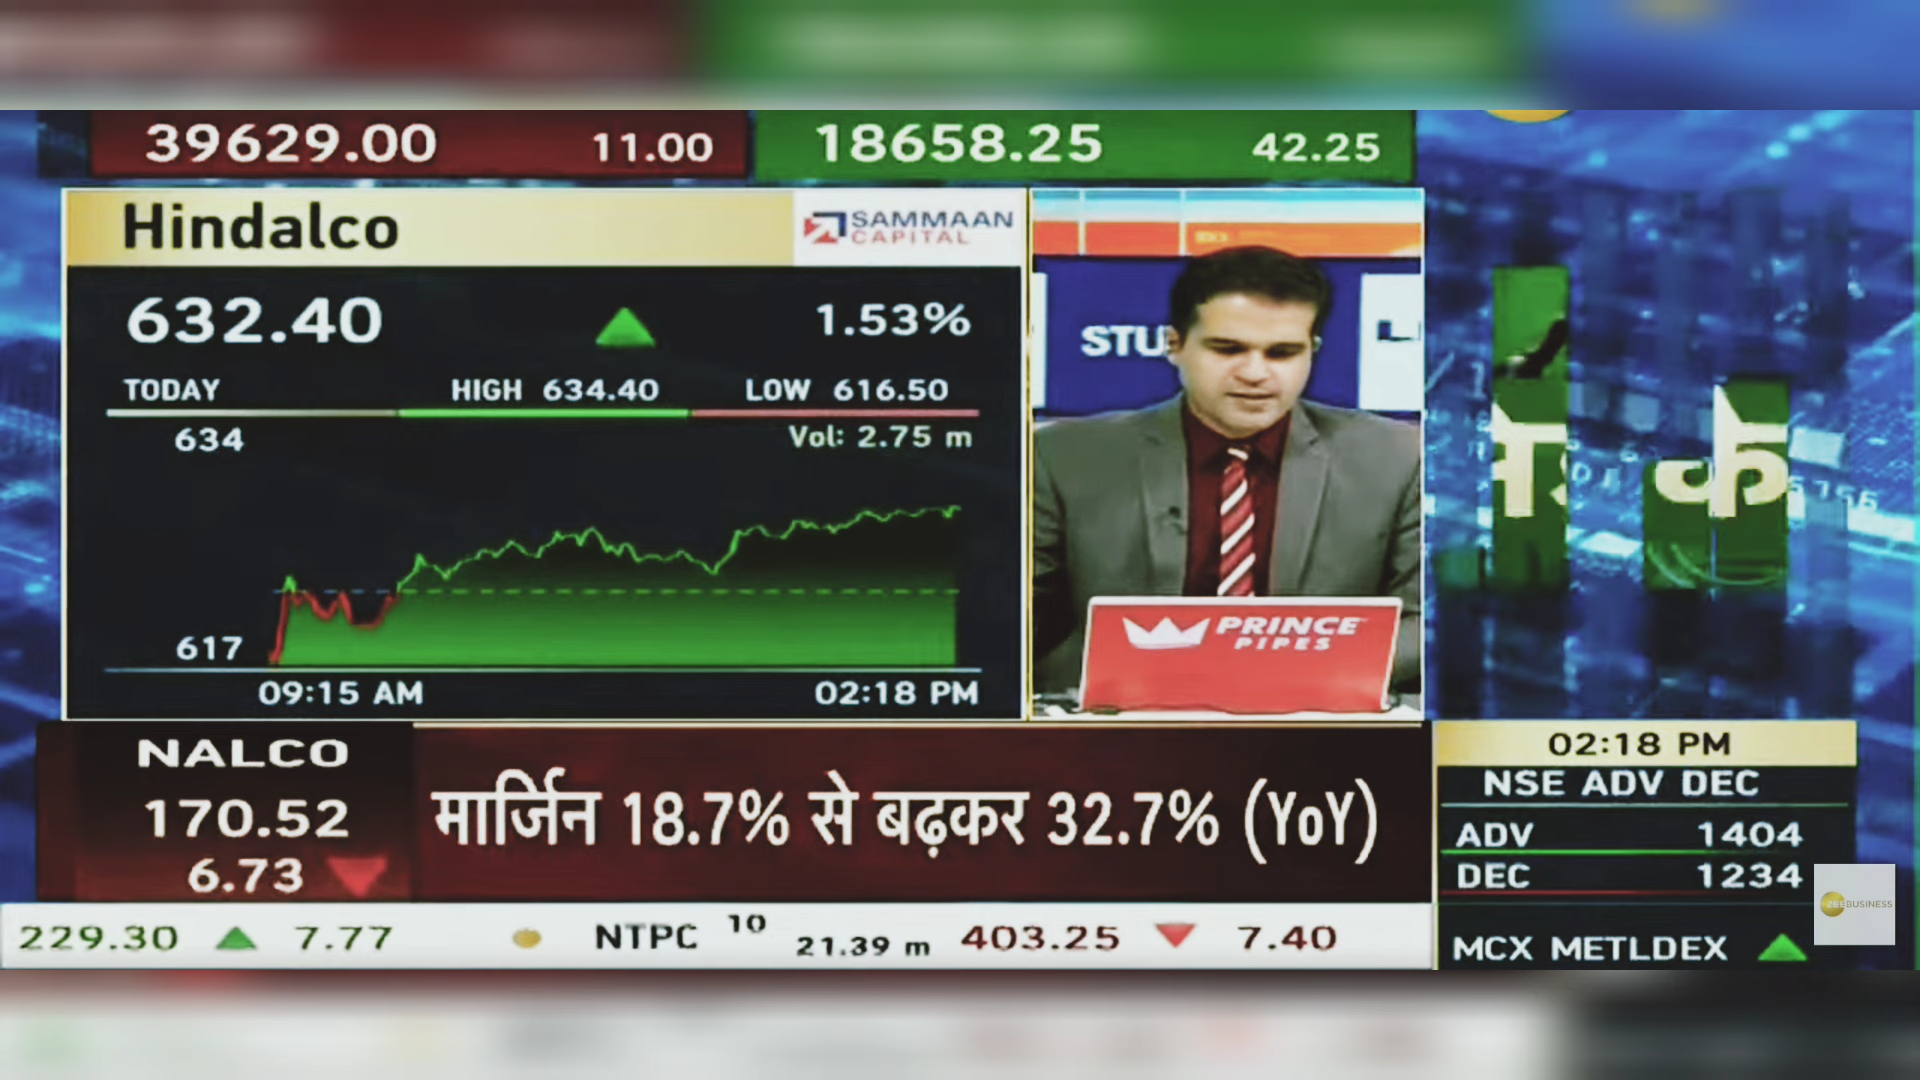 39629.00 11.00 18658.25 42.25
Hindalco
SAMMAAN
CAPITAL
632.40 1.53%
TODAY HIGH 634.40 LOW 616.50
634 Vol: 2.75 m
617
09:15 AM 02:18 PM
STU
PRINCE
PIPES
के
NALCO
170.52
6.73
मार्जिन 18.7% से बढ़कर 32.7% (YoY)
02:18 PM
NSE ADV DEC
ADV 1404
DEC 1234
MCX METLDEX
ZEEBUSINESS
229.30 7.77 NTPC 10 21.39 m 403.25 7.40